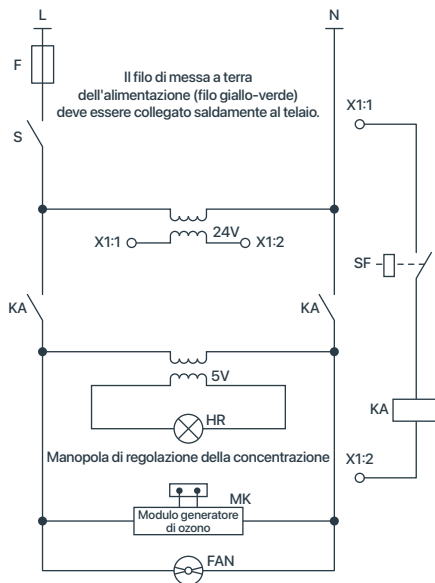 L
N
F
Il filo di messa a terra
dell'alimentazione (filo giallo-verde)
deve essere collegato saldamente al telaio.
X1:1
S
24V
X1:1
X1:2
SF
KA
KA
5V
KA
HR
Manopola di regolazione della concentrazione
X1:2
MK
Modulo generatore
di ozono
FAN